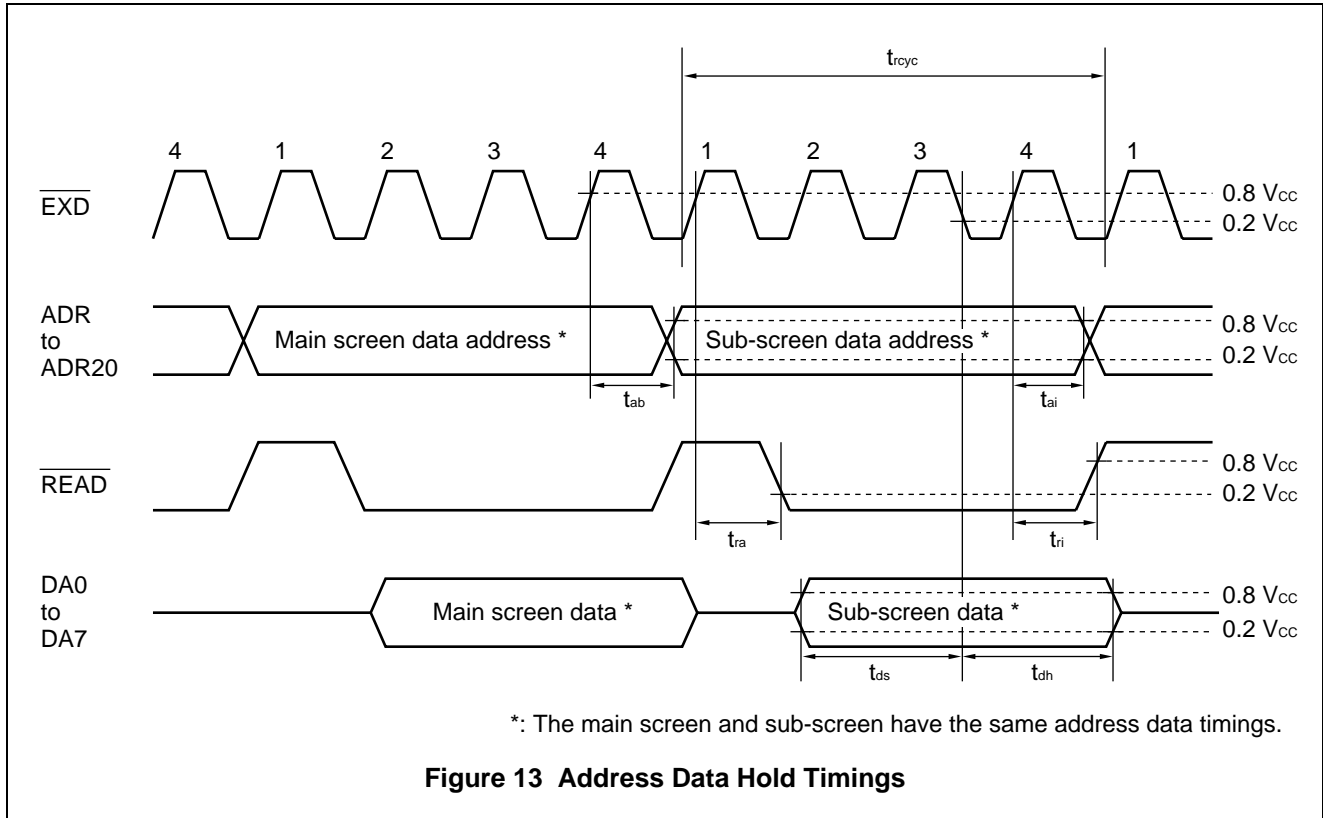 trcyc
4 1 2 3 4 1 2 3 4 1
EXD
0.8 Vcc
0.2 Vcc
ADR
to
ADR20
Main screen data address *
Sub-screen data address *
0.8 Vcc
0.2 Vcc
tab
tai
READ
0.8 Vcc
0.2 Vcc
tra
tri
DA0
to
DA7
Main screen data *
Sub-screen data *
0.8 Vcc
0.2 Vcc
tds
tdh
*: The main screen and sub-screen have the same address data timings.
Figure 13 Address Data Hold Timings